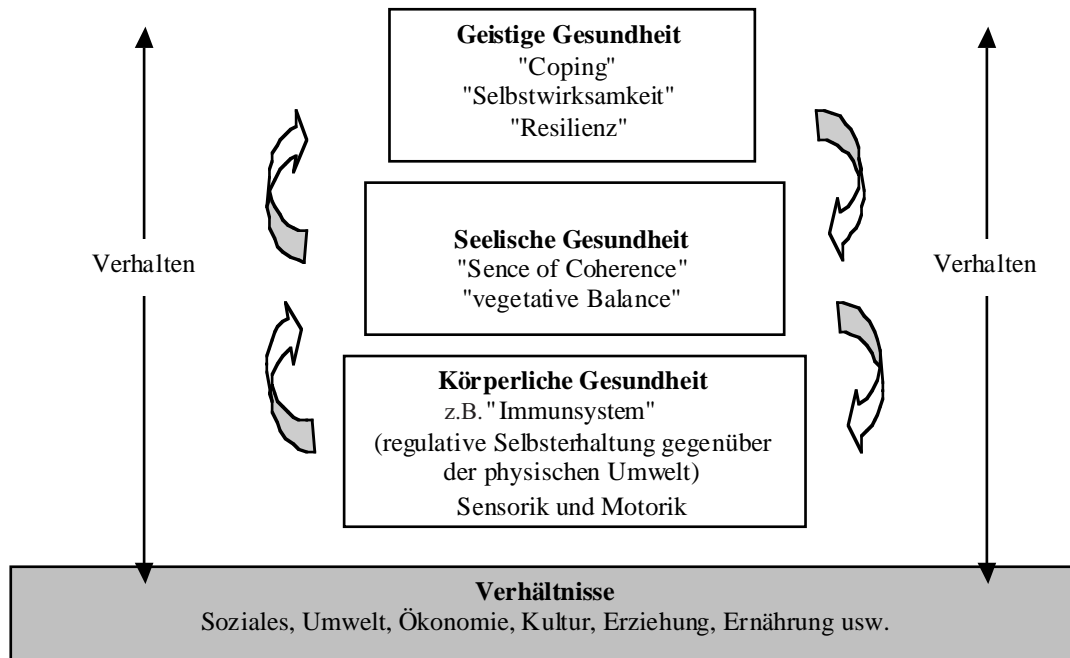 Geistige Gesundheit
"Coping"
"Selbstwirksamkeit"
"Resilienz"
Seelische Gesundheit
"Sence of Coherence"
"vegetative Balance"
Verhalten
Verhalten
Körperliche Gesundheit
z.B. "Immunsystem"
(regulative Selbsterhaltung gegenüber
der physischen Umwelt)
Sensorik und Motorik
Verhältnisse
Soziales, Umwelt, Ökonomie, Kultur, Erziehung, Ernährung usw.